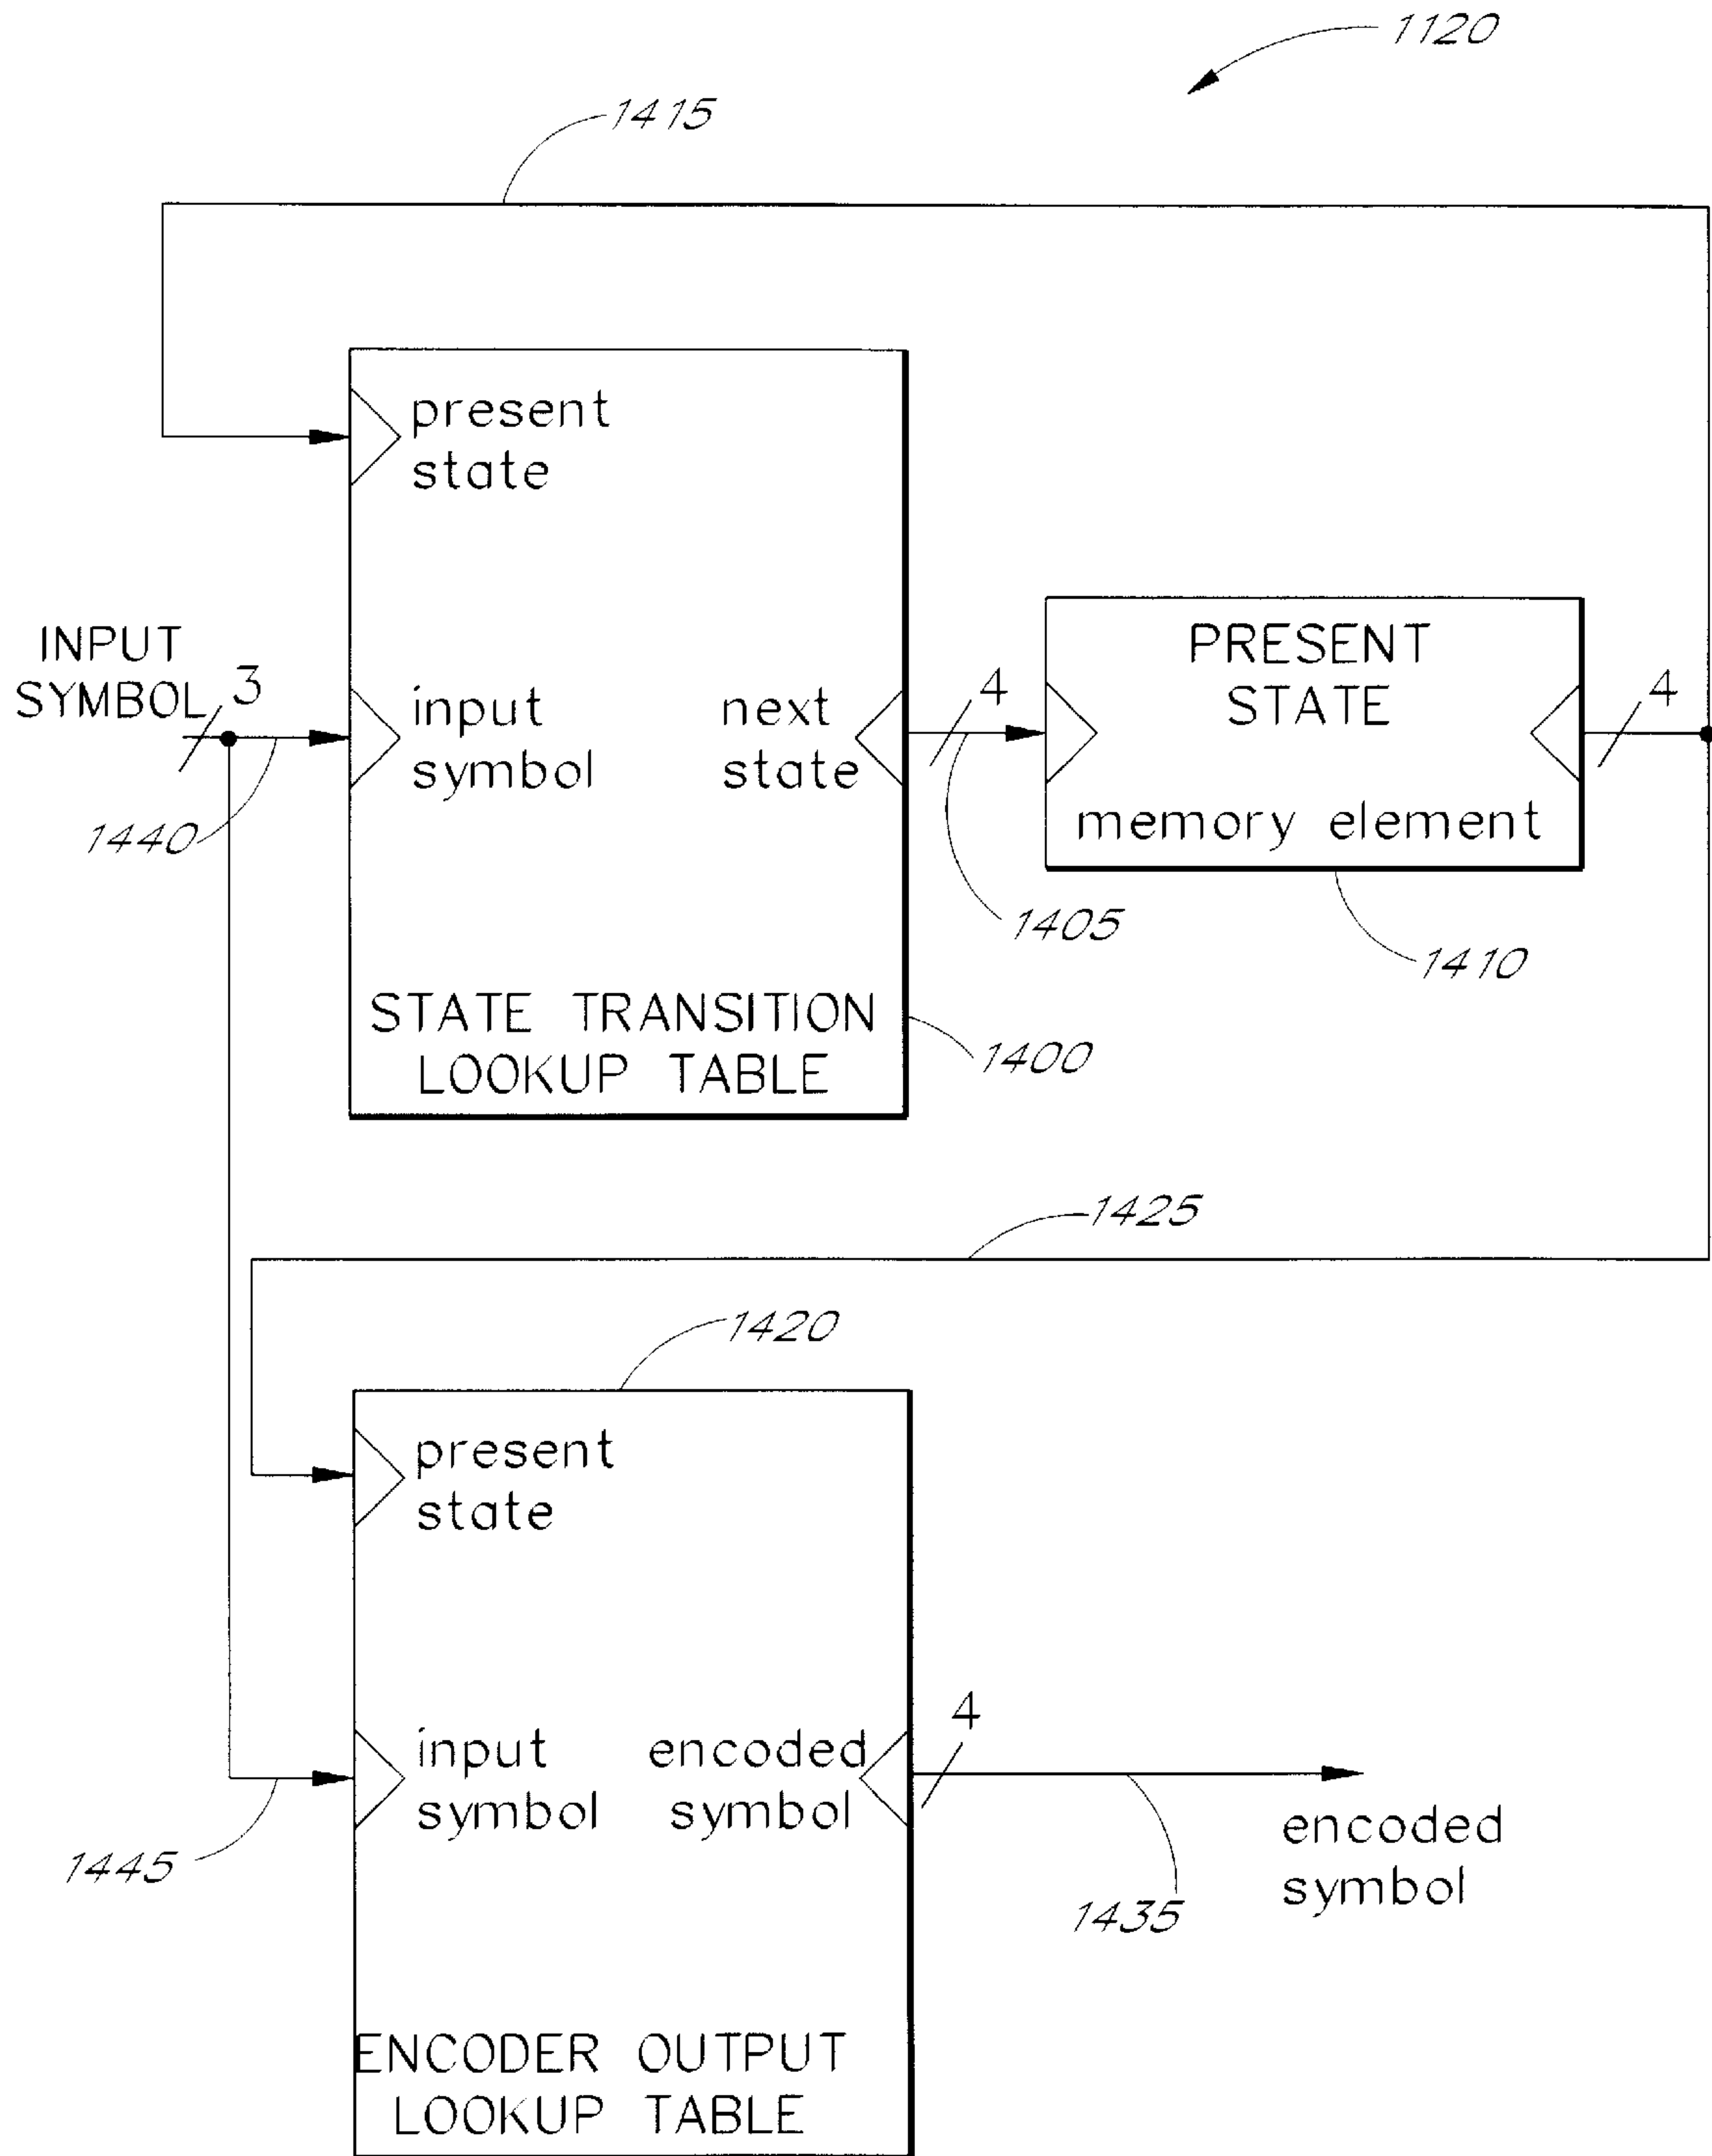 1120
1415
present
state
INPUT
SYMBOL
3
input
symbol
next
state
4
PRESENT
STATE
4
memory element
1440
1405
1410
STATE TRANSITION
LOOKUP TABLE
1400
1425
1420
present
state
input
symbol
encoded
symbol
4
encoded
symbol
1445
1435
ENCODER OUTPUT
LOOKUP TABLE